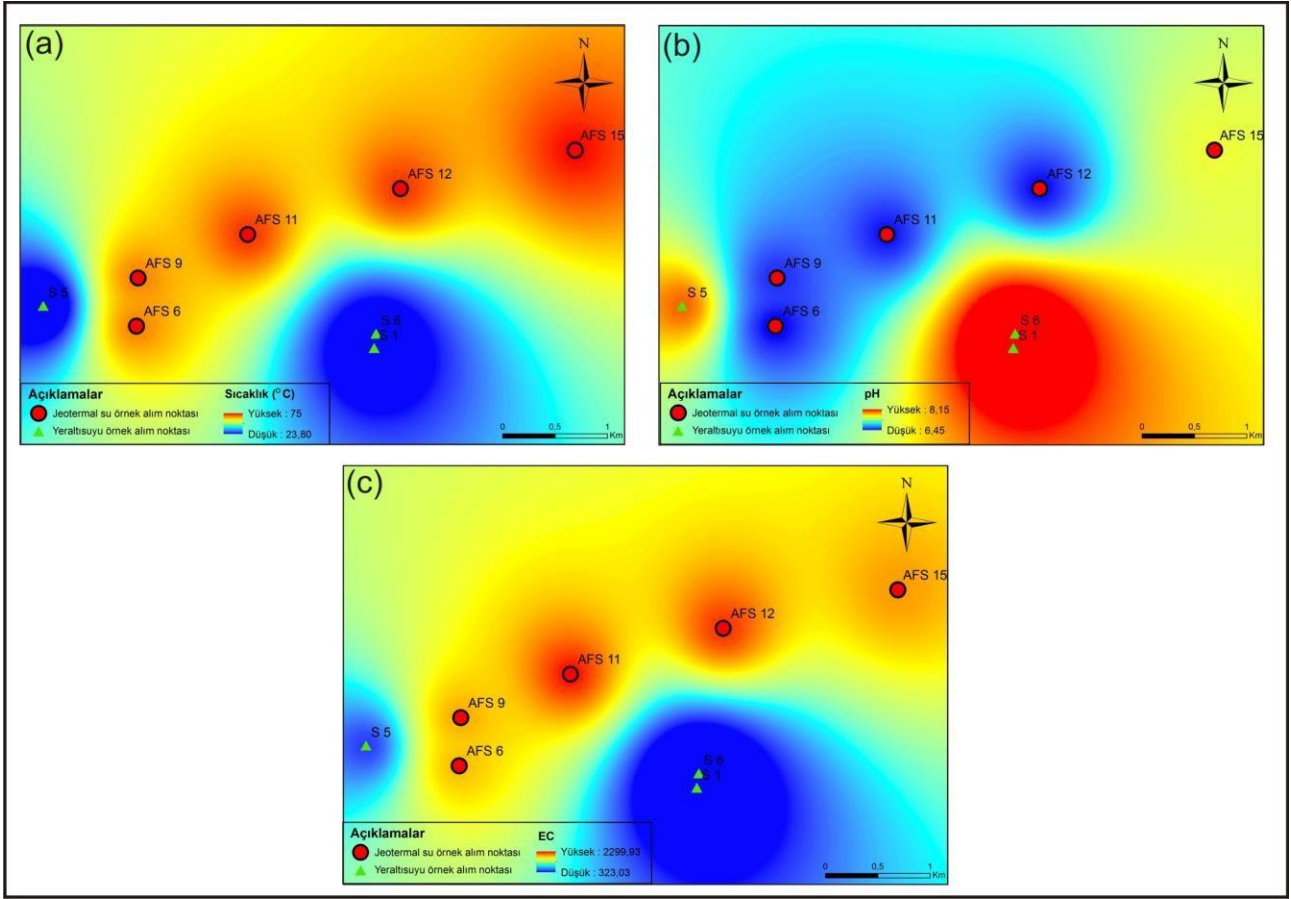 (a)
N
AFS 15
AFS 12
AFS 11
AFS 9
S 5
AFS 6
S 6
S 1
Açıklamalar
Jeotermal su örnek alım noktası
Yeraltısuyu örnek alım noktası
Sıcaklık (°C)
Yüksek : 75
Düşük : 23,80
0 0,5 1
Km
(b)
N
AFS 15
AFS 12
AFS 11
AFS 9
S 5
AFS 6
S 6
S 1
Açıklamalar
Jeotermal su örnek alım noktası
Yeraltısuyu örnek alım noktası
pH
Yüksek : 8,15
Düşük : 6,45
0 0,5 1
Km
(c)
N
AFS 15
AFS 12
AFS 11
AFS 9
S 5
AFS 6
S 6
S 1
Açıklamalar
Jeotermal su örnek alım noktası
Yeraltısuyu örnek alım noktası
EC
Yüksek : 2299,93
Düşük : 323,03
0 0,5 1
Km